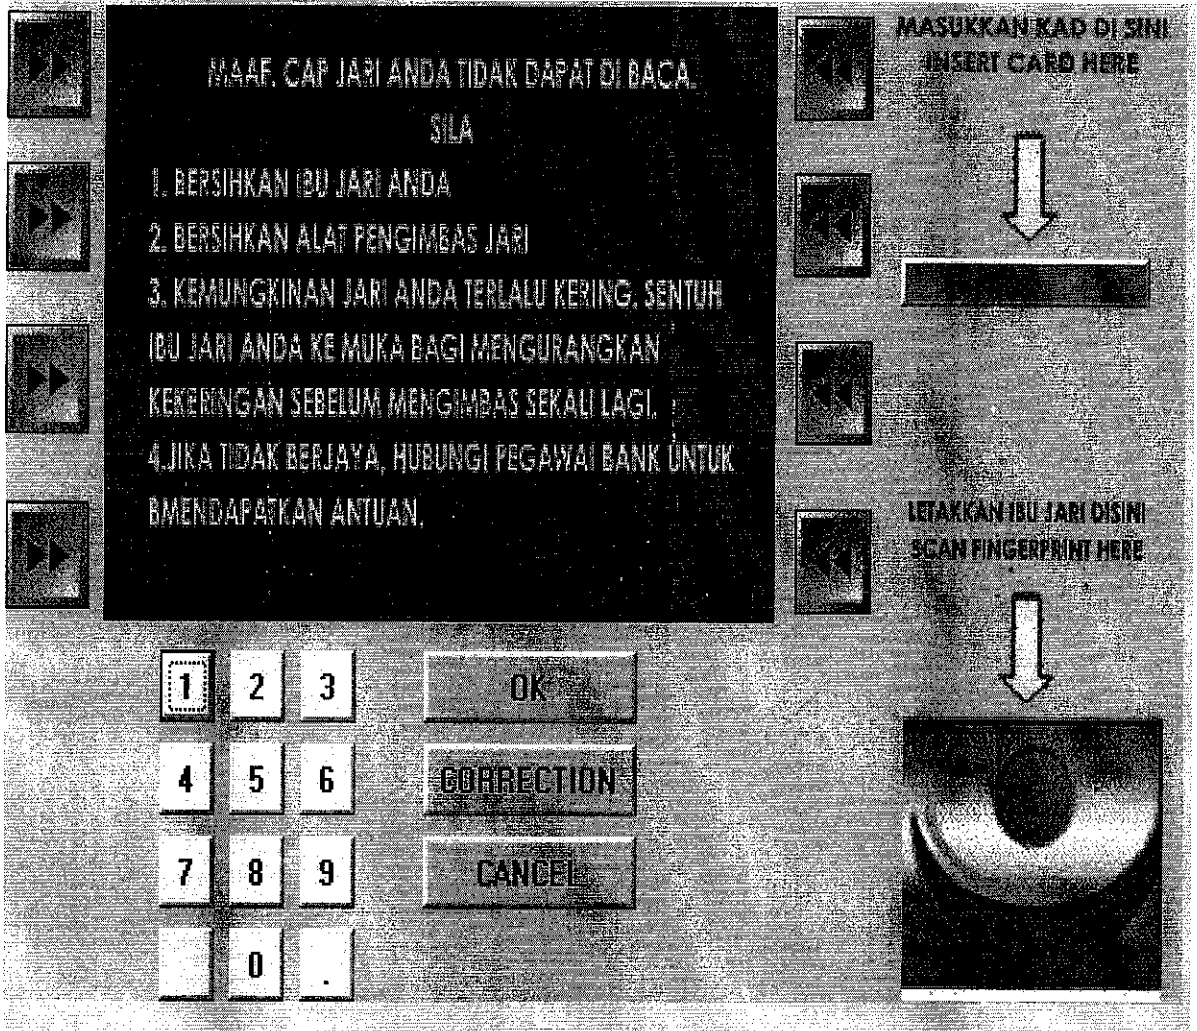 MASUKKAN KAD DI SINI
INSERT CARD HERE
MAAF. CAP JARI ANDA TIDAK DAPAT DI BACA.
SILA
1. BERSIHKAN IBU JARI ANDA
2. BERSIHKAN ALAT PENGIMBAS JARI
3. KEMUNGKINAN JARI ANDA TERLALU KERING. SENTUH
IBU JARI ANDA KE MUKA BAGI MENGURANGKAN
KEKERINGAN SEBELUM MENGIMBAS SEKALI LAGI.
4.JIKA TIDAK BERJAYA, HUBUNGI PEGAWAI BANK UNTUK
BMENDAPATKAN ANTUAN.
LETAKKAN IBU JARI DISINI
SCAN FINGERPRINT HERE
1 2 3 OK
4 5 6 CORRECTION
7 8 9 CANCEL
0 .